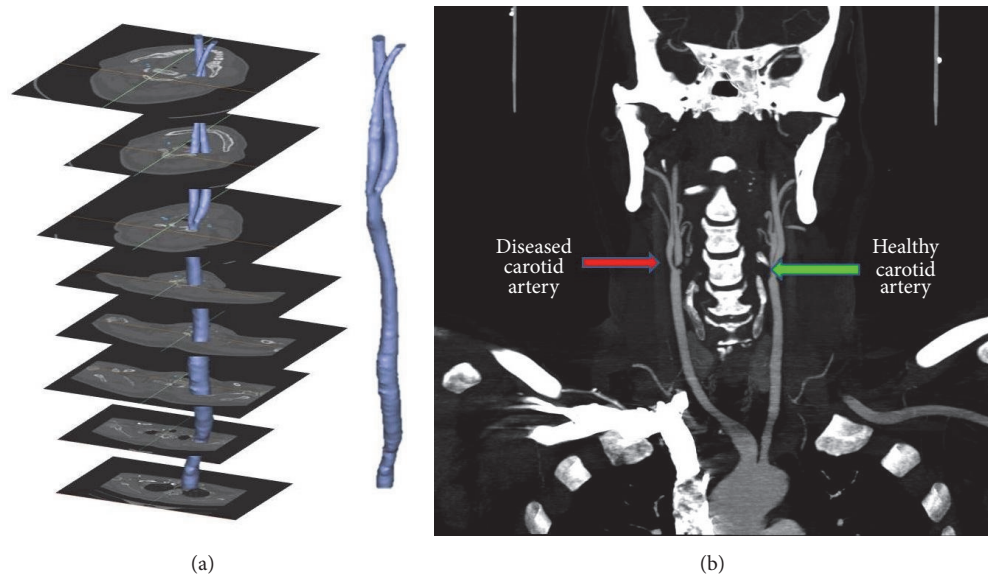 Diseased
carotid
artery
Healthy
carotid
artery
(a)
(b)